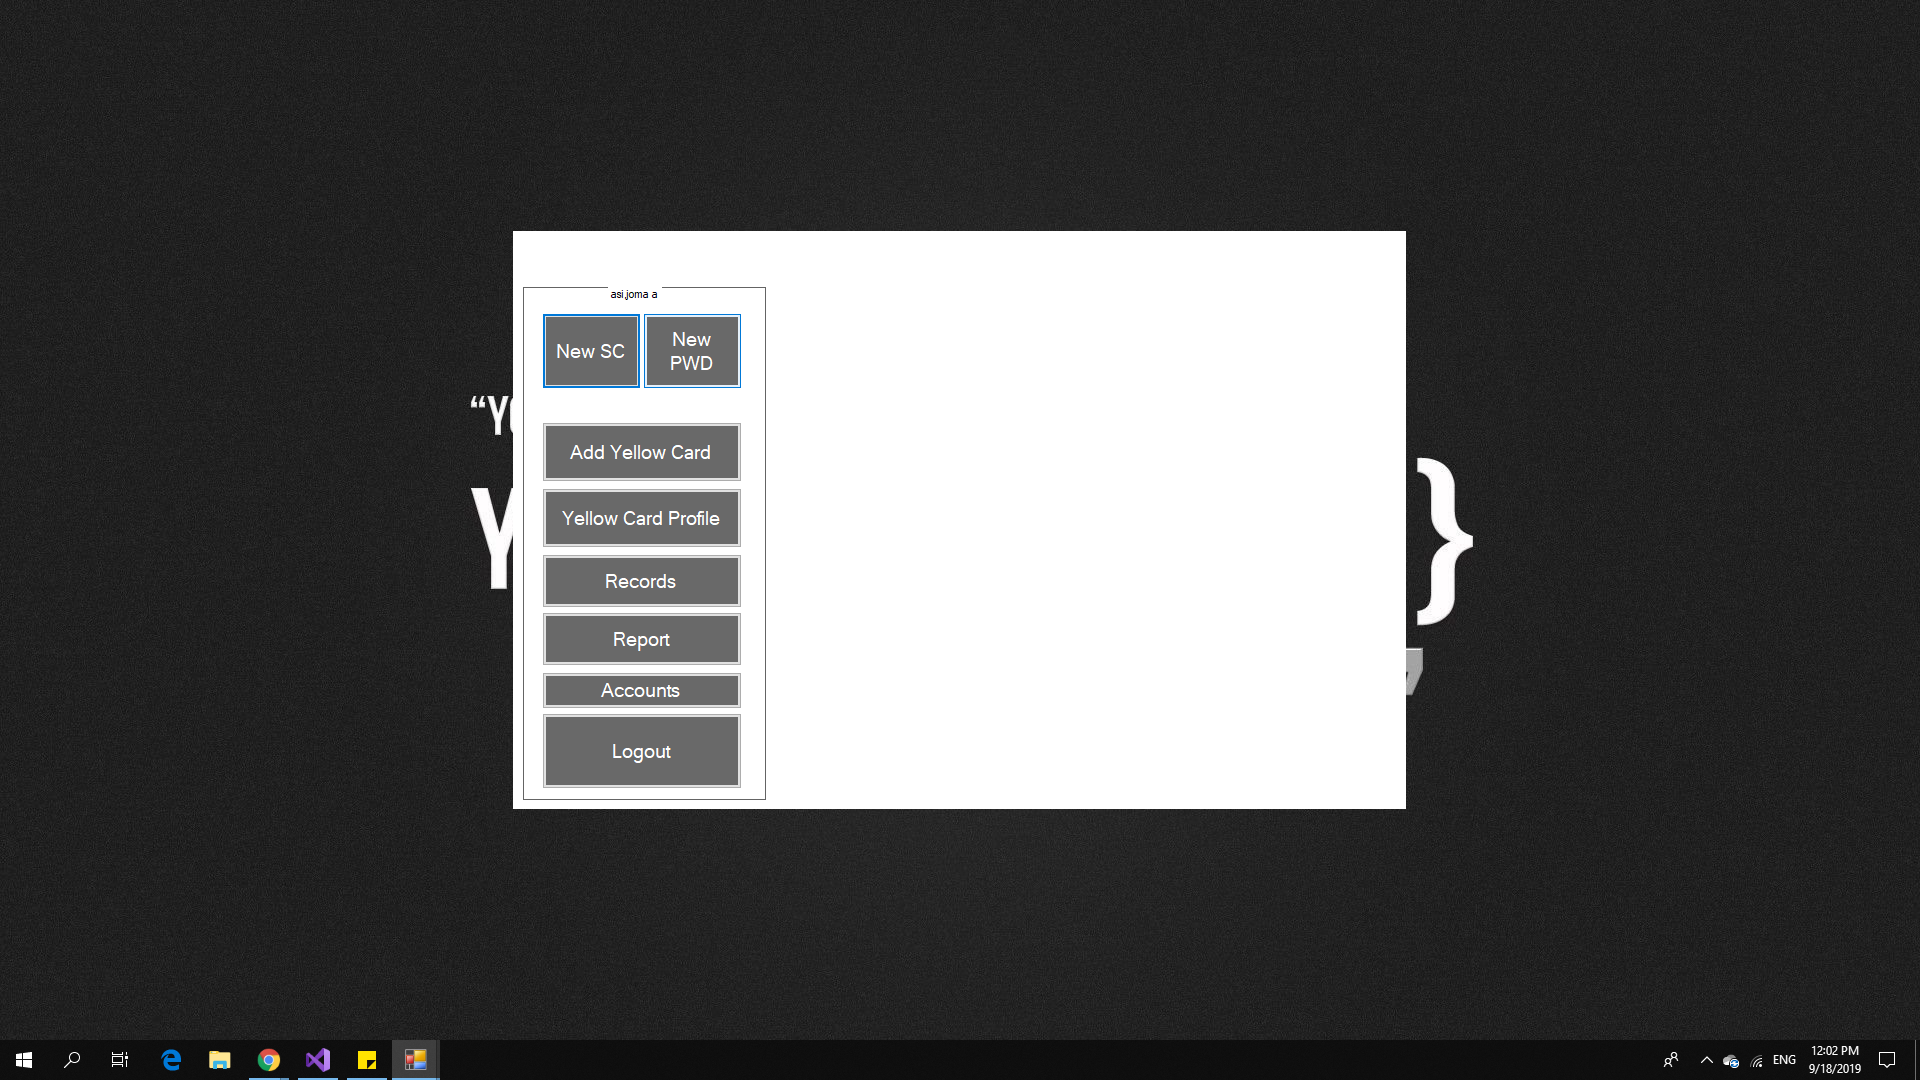 asi,joma a
New SC
New
PWD
Add Yellow Card
Yellow Card Profile
Records
Report
Accounts
Logout
}
ENG
12:02 PM
9/18/2019